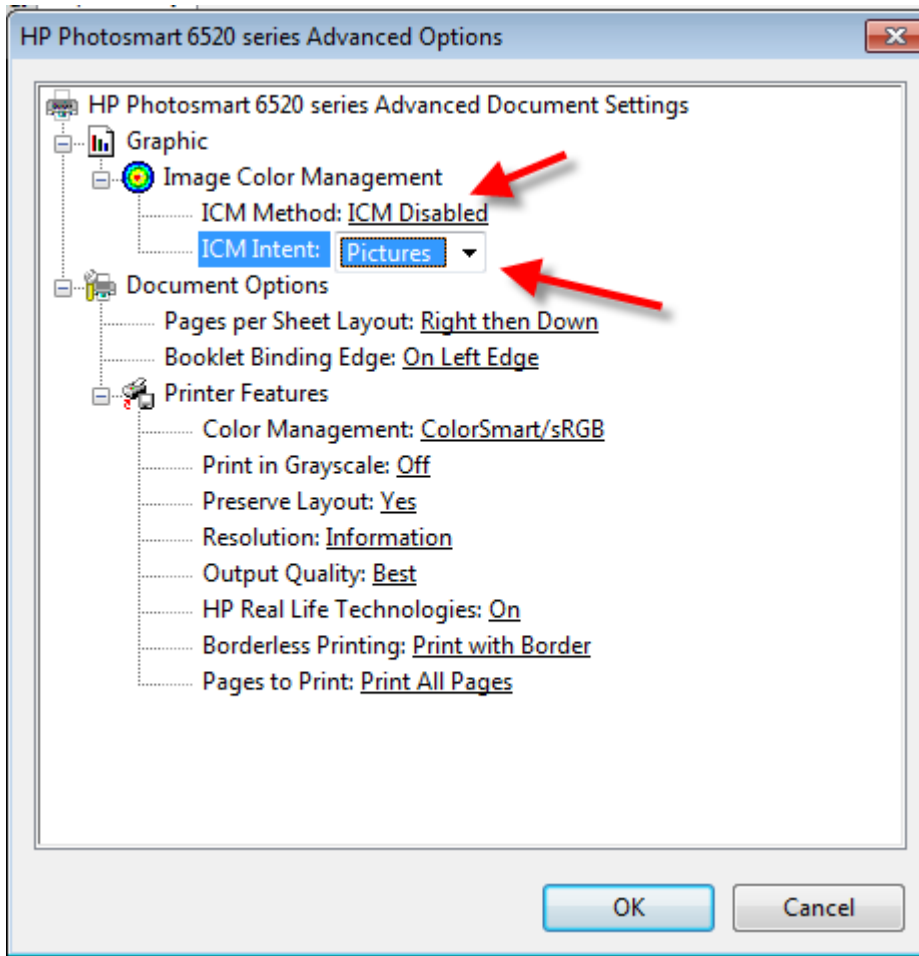 HP Photosmart 6520 series Advanced Options
HP Photosmart 6520 series Advanced Document Settings
Graphic
Image Color Management
ICM Method: ICM Disabled
ICM Intent: Pictures
Document Options
Pages per Sheet Layout: Right then Down
Booklet Binding Edge: On Left Edge
Printer Features
Color Management: ColorSmart/sRGB
Print in Grayscale: Off
Preserve Layout: Yes
Resolution: Information
Output Quality: Best
HP Real Life Technologies: On
Borderless Printing: Print with Border
Pages to Print: Print All Pages
OK Cancel